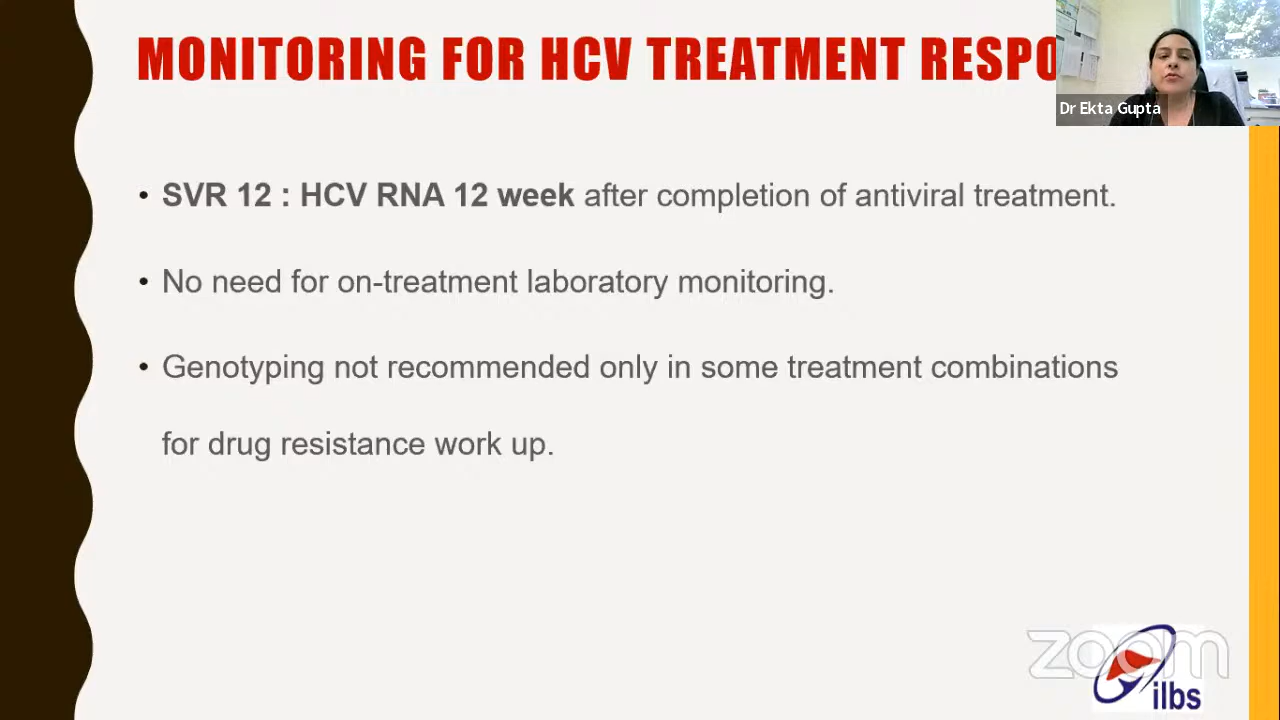 MONITORING FOR HCV TREATMENT RESPO
Dr Ekta Gupta
• SVR 12 : HCV RNA 12 week after completion of antiviral treatment.
• No need for on-treatment laboratory monitoring.
• Genotyping not recommended only in some treatment combinations
for drug resistance work up.
zoom
ilbs